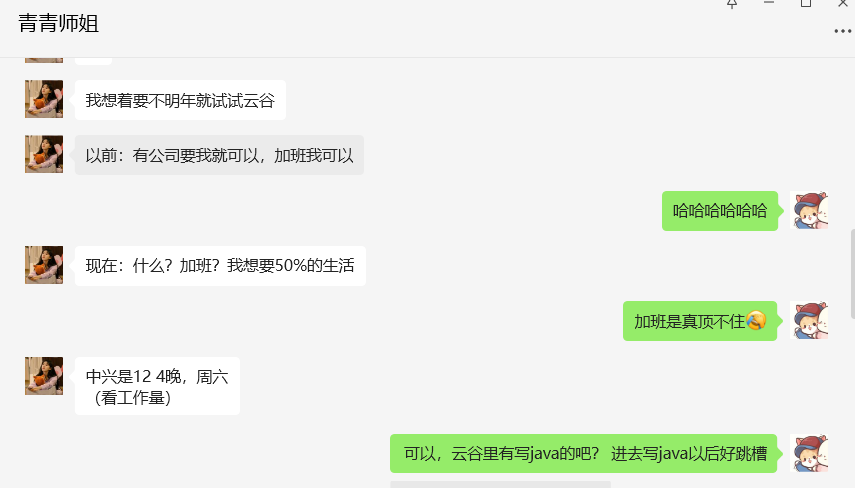 青青师姐
我想着要不明年就试试云谷
以前：有公司要我就可以，加班我可以
哈哈哈哈哈哈
现在：什么？加班？我想要50%的生活
加班是真顶不住
中兴是12 4晚，周六
（看工作量）
可以，云谷里有写java的吧？ 进去写java以后好跳槽